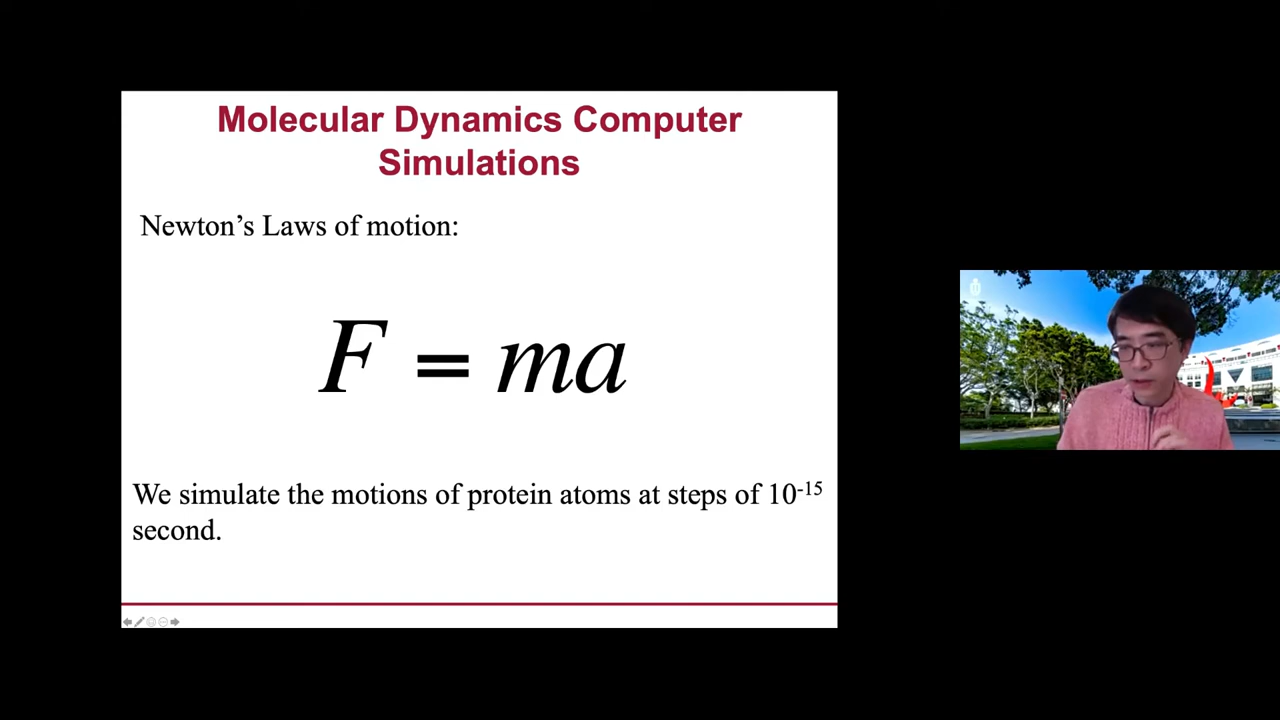 Molecular Dynamics Computer
Simulations
Newton’s Laws of motion:
F = ma
We simulate the motions of protein atoms at steps of 10⁻¹⁵
second.